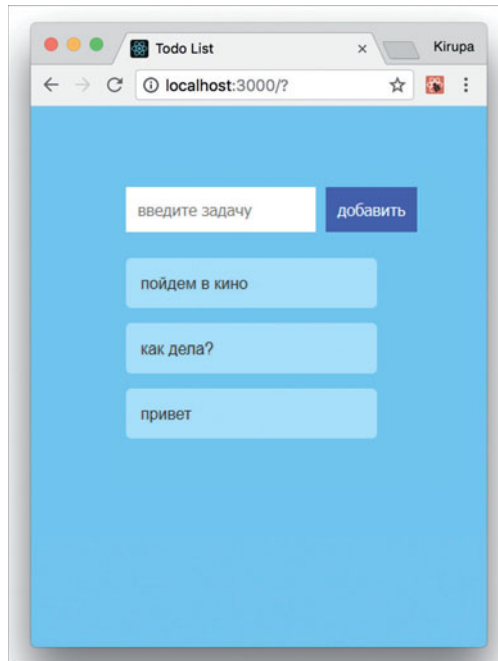 Todo List
Kirupa
localhost:3000/?
введите задачу
добавить
пойдем в кино
как дела?
привет